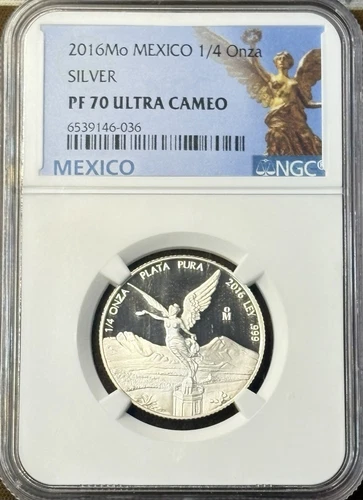 2016Mo MEXICO 1/4 Onza
SILVER
PF 70 ULTRA CAMEO
6539146-036
MEXICO
NGC
1/4 ONZA PLATA PURA 2016 LEY .999
Mo